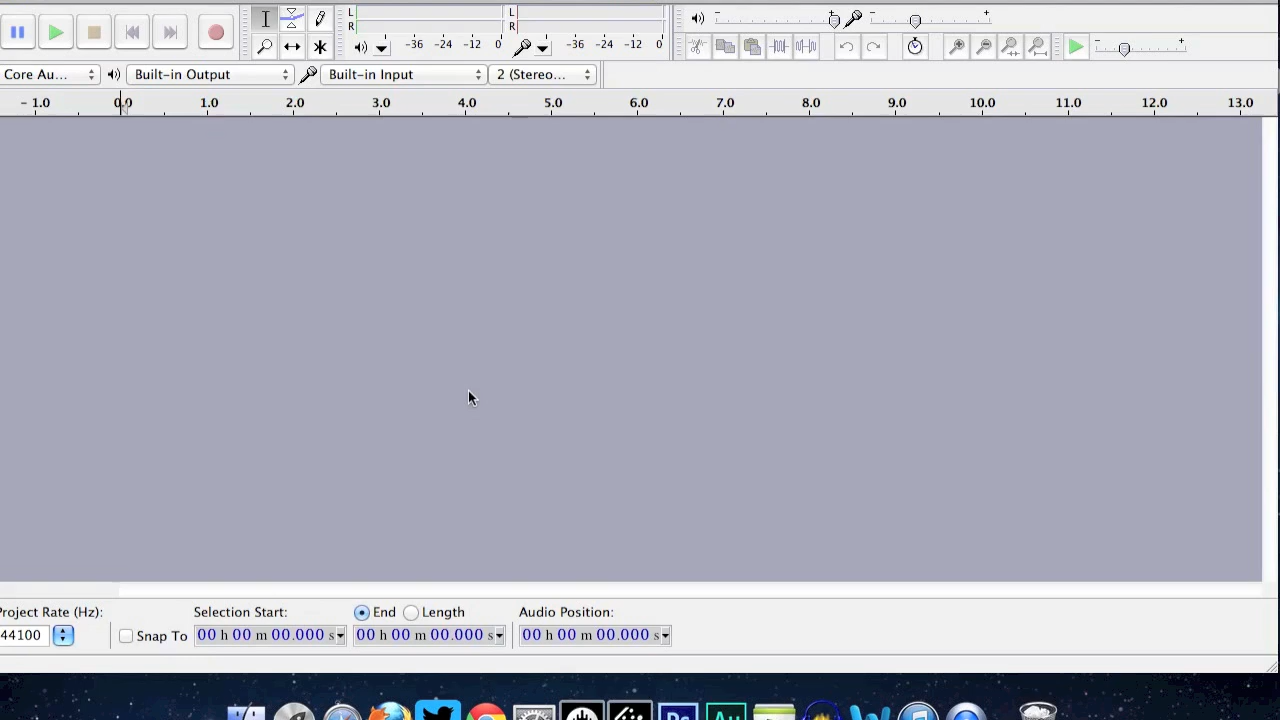 L
R
-36 -24 -12 0
L
R
-36 -24 -12 0
Core Au... Built-in Output Built-in Input 2 (Stereo...
- 1.0 0.0 1.0 2.0 3.0 4.0 5.0 6.0 7.0 8.0 9.0 10.0 11.0 12.0 13.0
Project Rate (Hz): Selection Start: End Length Audio Position:
44100 Snap To 00 h 00 m 00.000 s 00 h 00 m 00.000 s 00 h 00 m 00.000 s
Ps Au